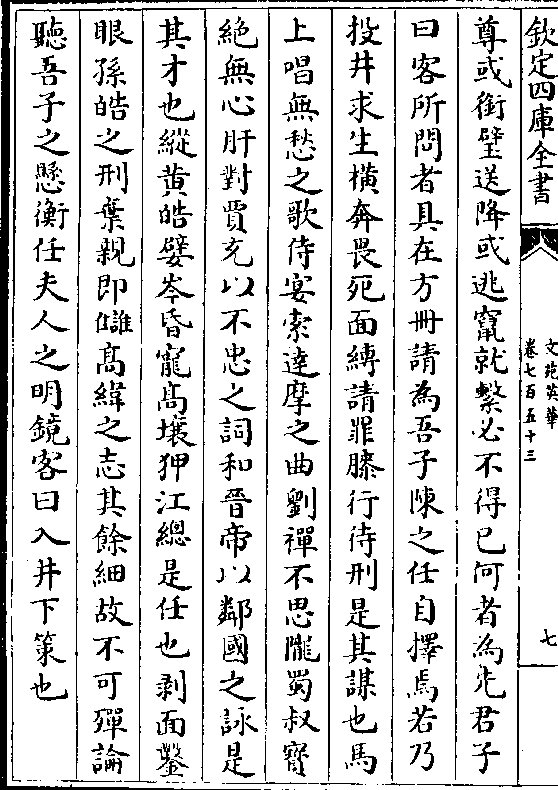 欽定四庫全書
文苑英華
卷七百五十三
七
尊或銜璧送降或逃竄就繫必不得已何者為先君子
曰客所問者具在方冊請為吾子陳之任自擇焉若乃
投井求生橫奔畏死面縛請罪膝行待刑是其謀也馬
上唱無愁之歌侍宴索達摩之曲劉禪不思隴蜀叔寳
絶無心肝對賈充以不忠之詞和晉帝以鄰國之詠是
其才也縱黄皓嬖岑昏寵髙壤狎江總是任也剥面鑿
眼孫皓之刑棄親即讎髙緯之志其餘細故不可殫論
聽吾子之懸衡任夫人之明鏡客曰入井下策也